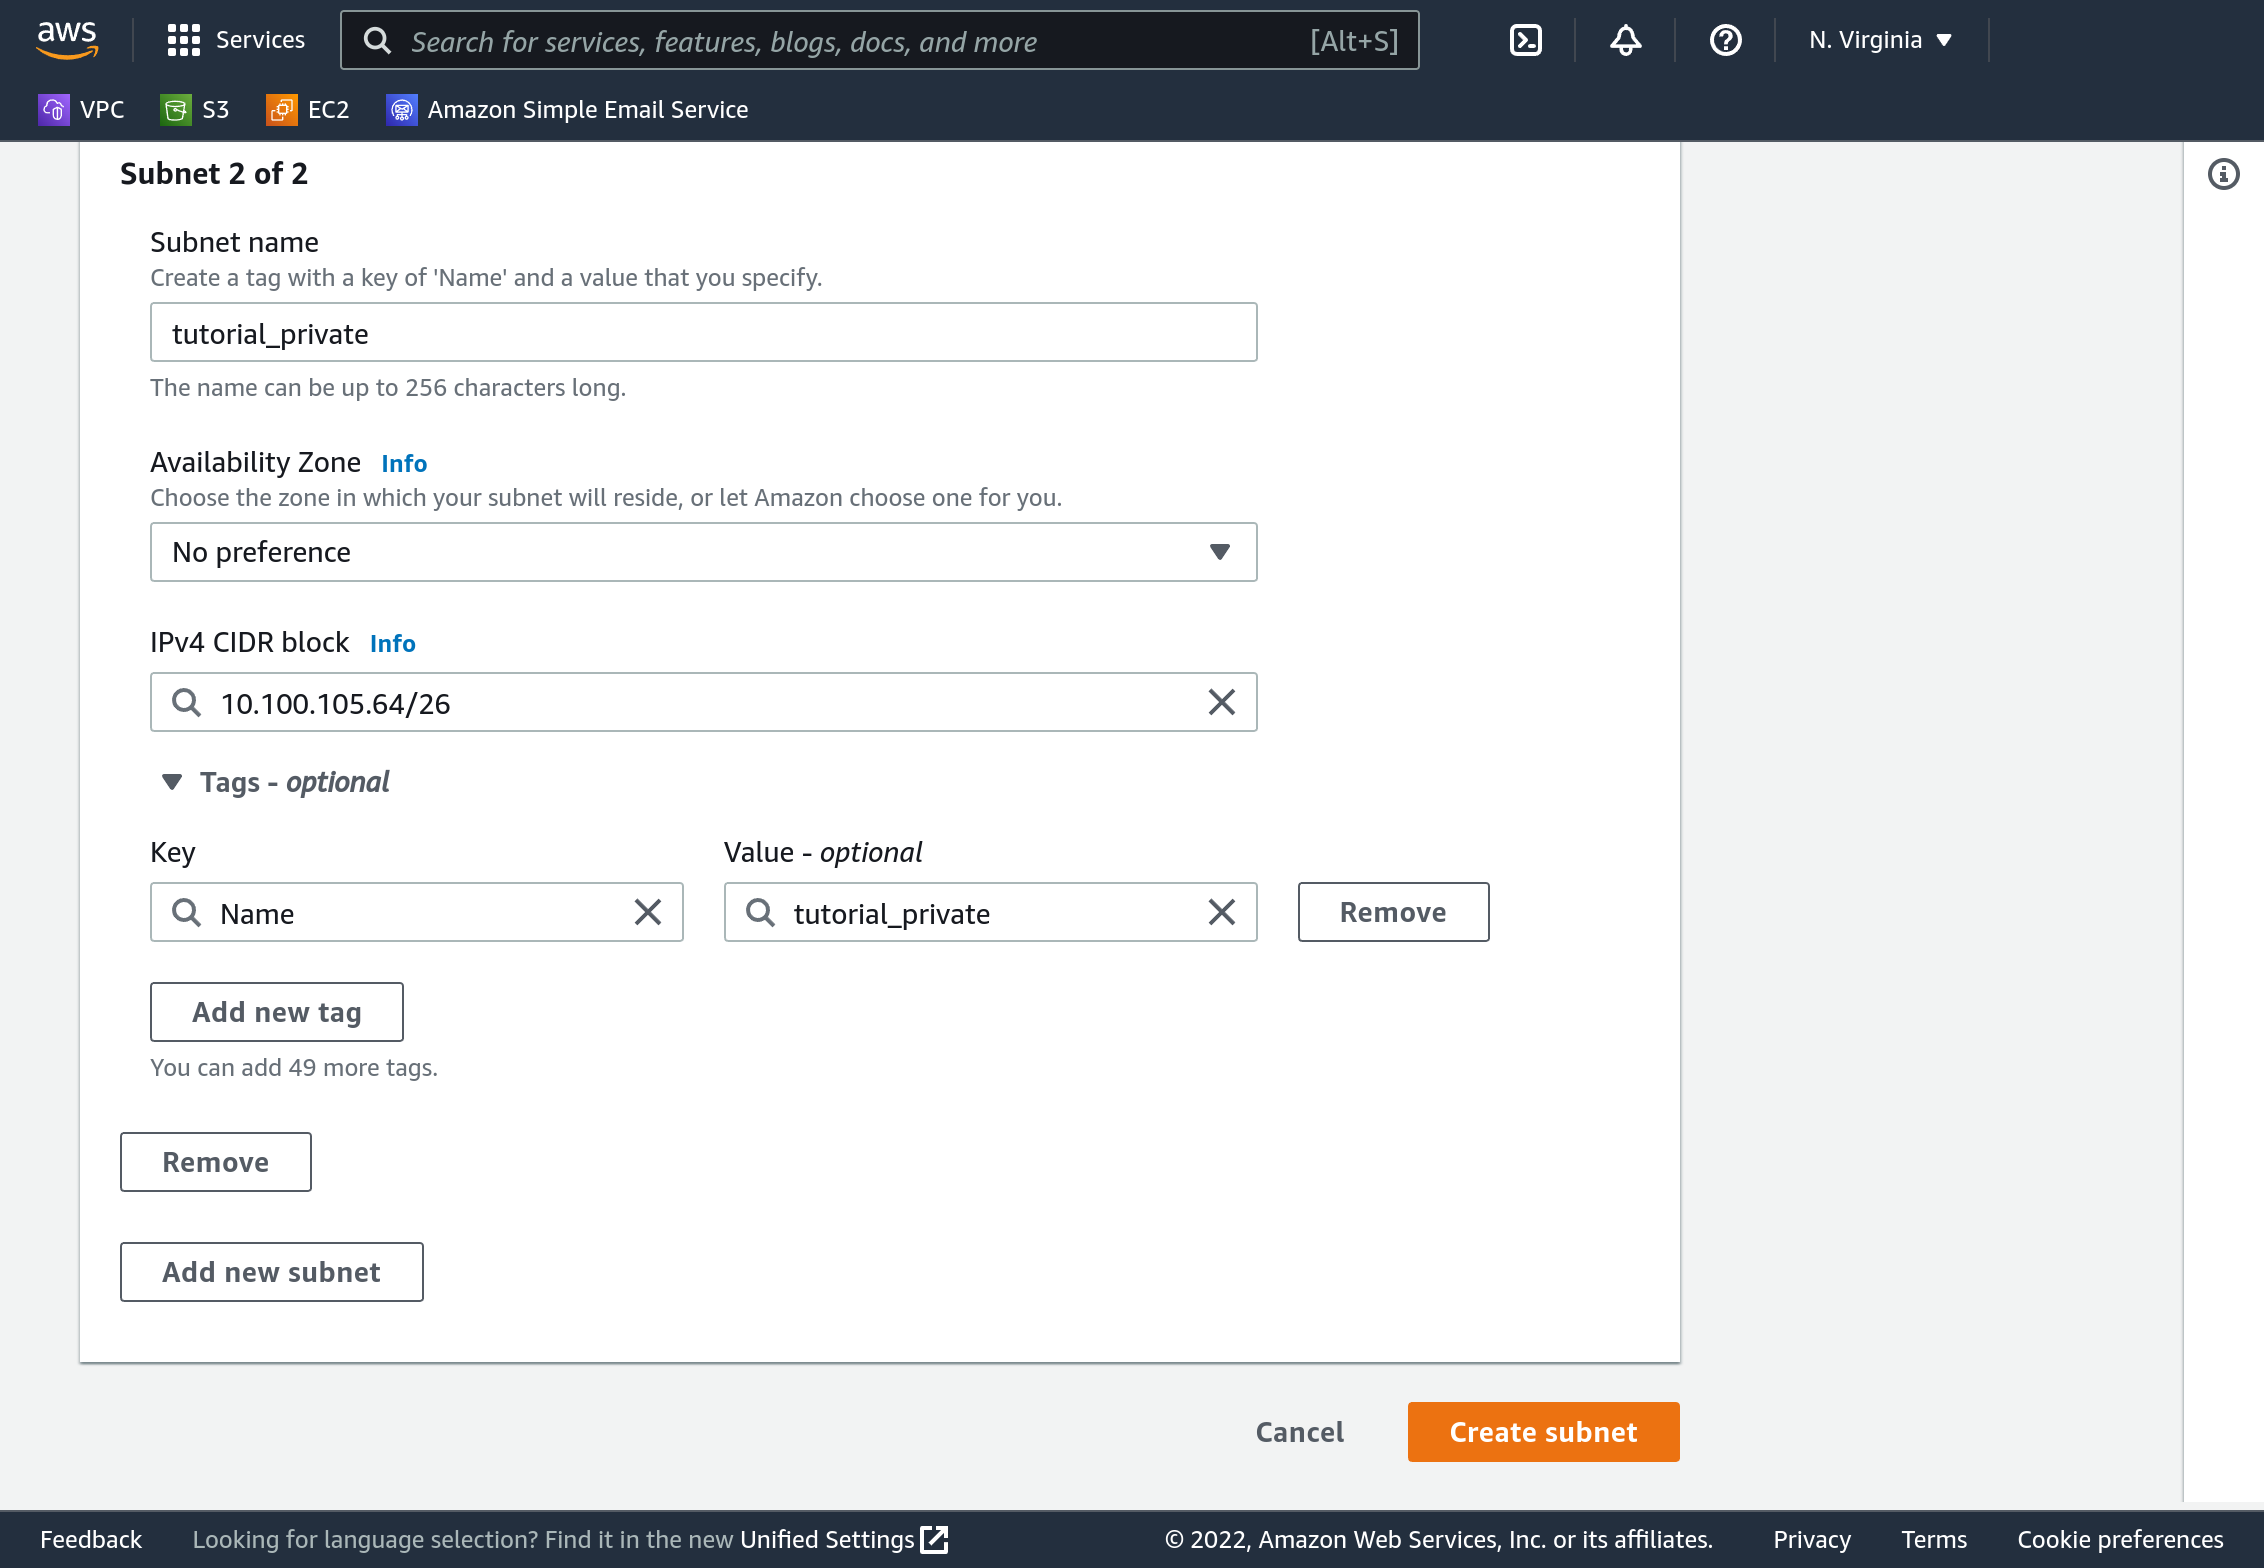 aws Services Search for services, features, blogs, docs, and more [Alt+S] N. Virginia
VPC S3 EC2 Amazon Simple Email Service
Subnet 2 of 2
Subnet name
Create a tag with a key of 'Name' and a value that you specify.
tutorial_private
The name can be up to 256 characters long.
Availability Zone Info
Choose the zone in which your subnet will reside, or let Amazon choose one for you.
No preference
IPv4 CIDR block Info
10.100.105.64/26
Tags - optional
Key Value - optional
Name tutorial_private Remove
Add new tag
You can add 49 more tags.
Remove
Add new subnet
Cancel Create subnet
Feedback Looking for language selection? Find it in the new Unified Settings © 2022, Amazon Web Services, Inc. or its affiliates. Privacy Terms Cookie preferences